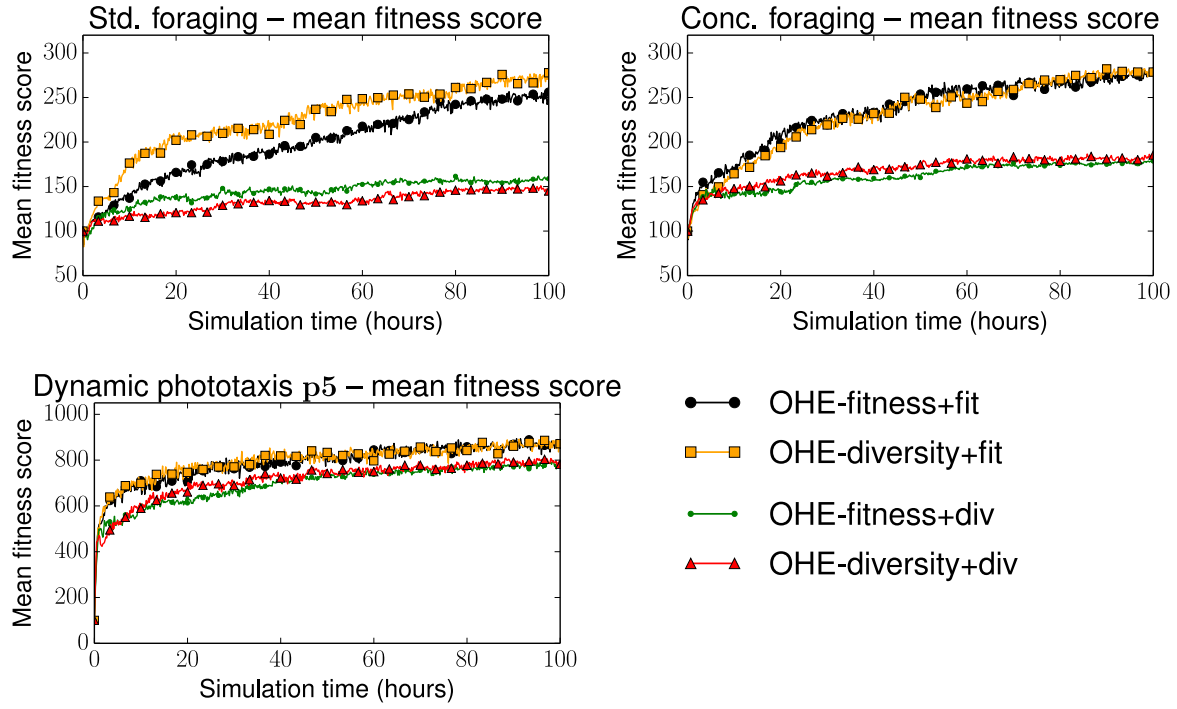 Std. foraging – mean fitness score
300
250
200
150
100
50
Mean fitness score
0 20 40 60 80 100
Simulation time (hours)
Conc. foraging – mean fitness score
300
250
200
150
100
50
Mean fitness score
0 20 40 60 80 100
Simulation time (hours)
Dynamic phototaxis p5 – mean fitness score
1000
800
600
400
200
0
Mean fitness score
0 20 40 60 80 100
Simulation time (hours)
OHE-fitness+fit
OHE-diversity+fit
OHE-fitness+div
OHE-diversity+div